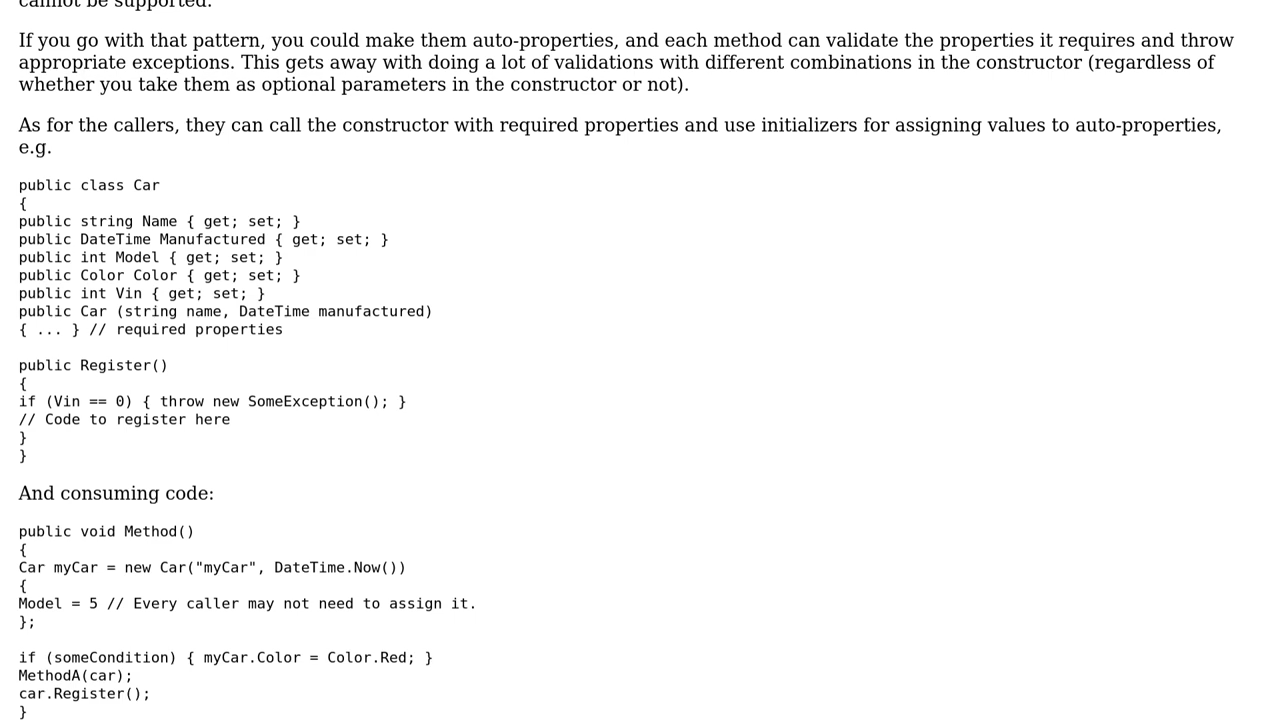 cannot be supported.
If you go with that pattern, you could make them auto-properties, and each method can validate the properties it requires and throw
appropriate exceptions. This gets away with doing a lot of validations with different combinations in the constructor (regardless of
whether you take them as optional parameters in the constructor or not).
As for the callers, they can call the constructor with required properties and use initializers for assigning values to auto-properties,
e.g.
public class Car
{
public string Name { get; set; }
public DateTime Manufactured { get; set; }
public int Model { get; set; }
public Color Color { get; set; }
public int Vin { get; set; }
public Car (string name, DateTime manufactured)
{ ... } // required properties
public Register()
{
if (Vin == 0) { throw new SomeException(); }
// Code to register here
}
}
And consuming code:
public void Method()
{
Car myCar = new Car("myCar", DateTime.Now())
{
Model = 5 // Every caller may not need to assign it.
};
if (someCondition) { myCar.Color = Color.Red; }
MethodA(car);
car.Register();
}